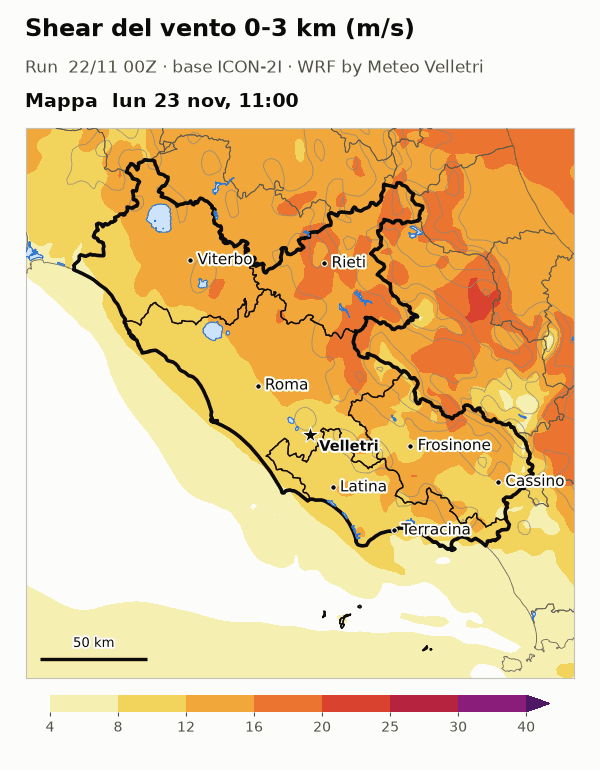 Shear del vento 0-3 km (m/s)
Run  22/11 00Z · base ICON-2I · WRF by Meteo Velletri
Mappa  lun 23 nov, 11:00
Viterbo
Rieti
Roma
Velletri
Frosinone
Latina
Cassino
Terracina
50 km
4 8 12 16 20 25 30 40